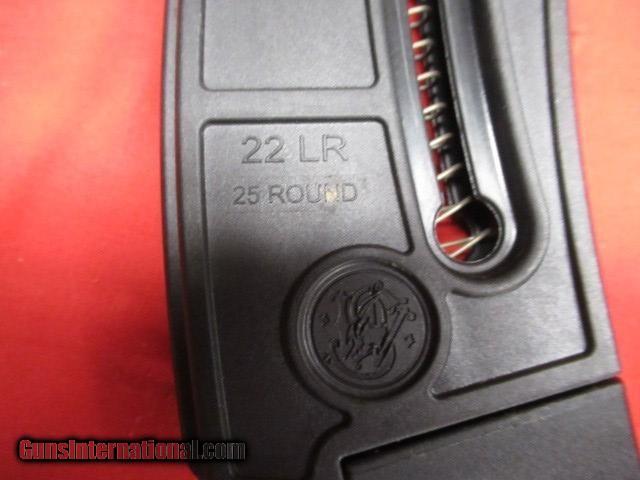 22 LR
25 ROUND
GunsInternational.com